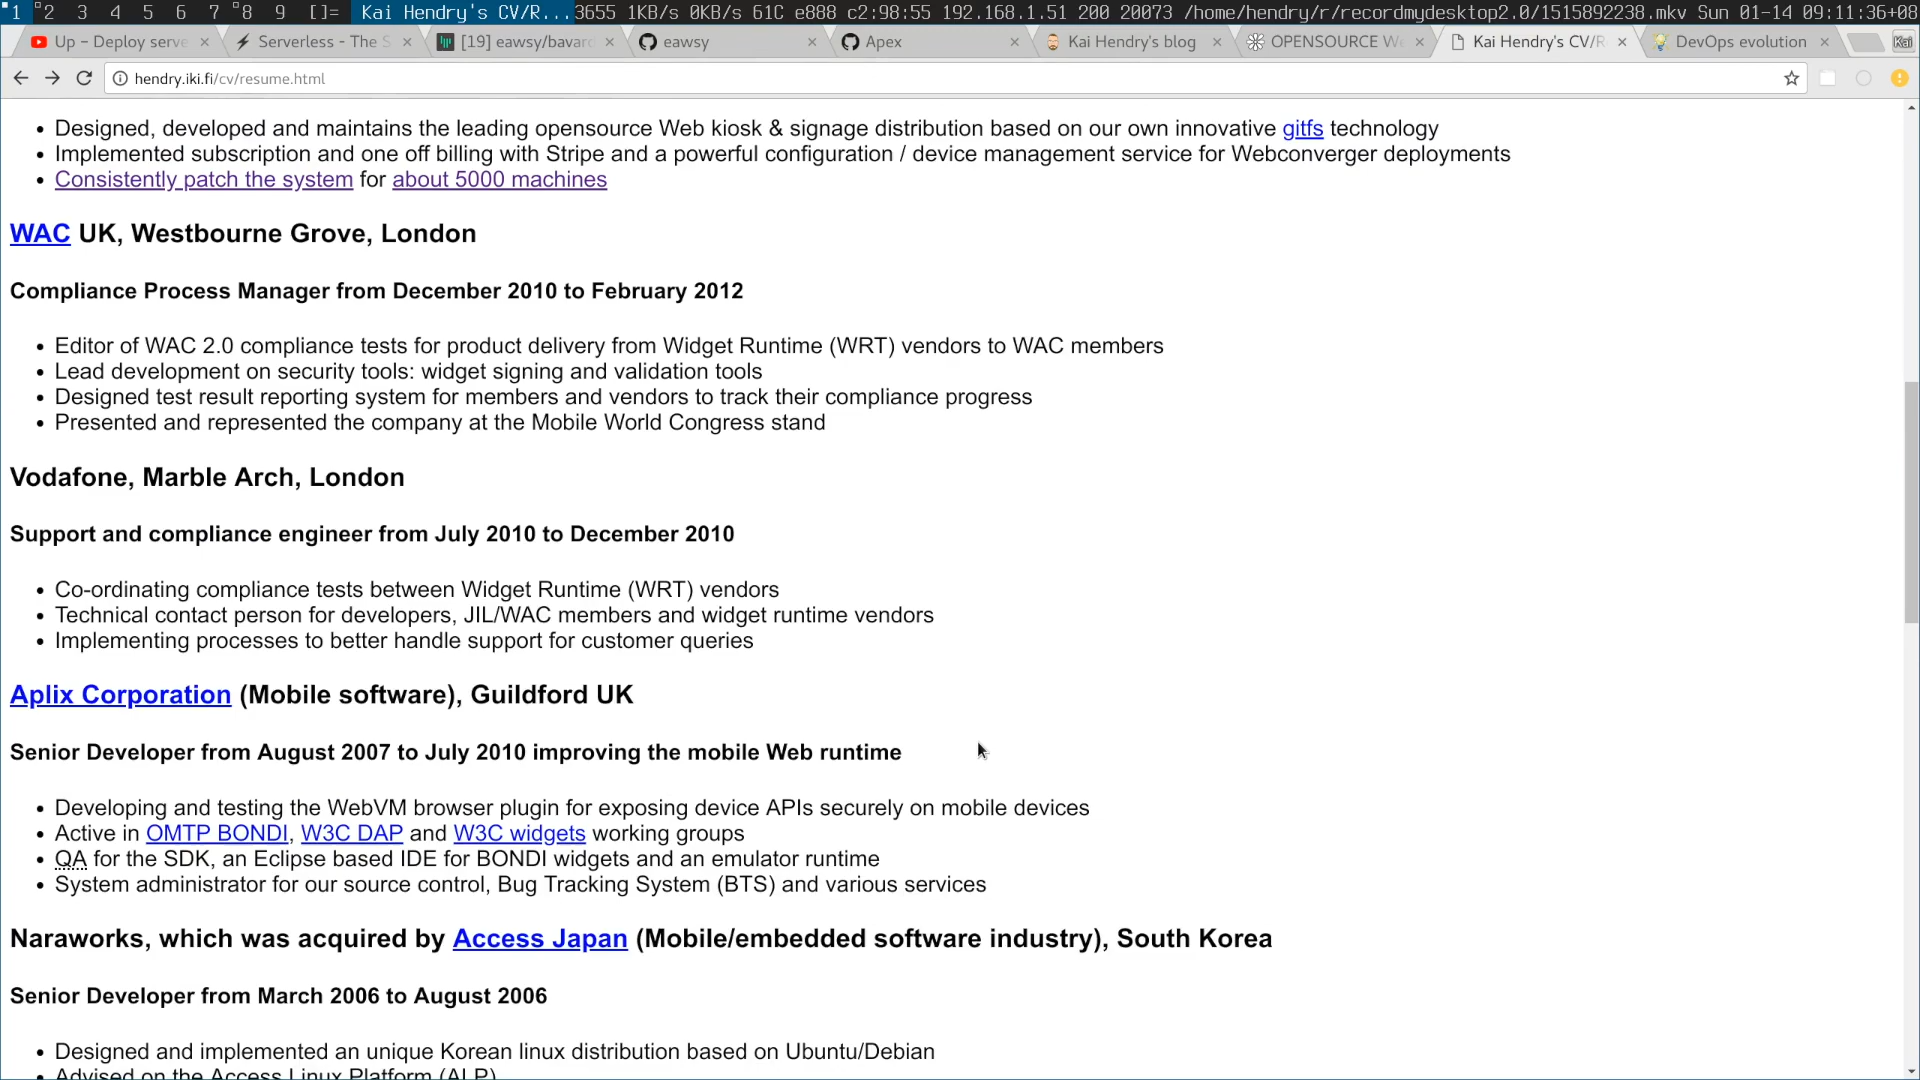 1 2 3 4 5 6 7 8 9 []= Kai Hendry's CV/R...3655 1KB/s 0KB/s 61C e888 c2:98:55 192.168.1.51 200 20073 /home/hendry/r/recordmydesktop2.0/1515892238.mkv Sun 01-14 09:11:36+08
Up – Deploy serve Serverless - The S [19] eawsy/bavard eawsy Apex Kai Hendry's blog OPENSOURCE We Kai Hendry's CV/R DevOps evolution Kai
hendry.iki.fi/cv/resume.html
• Designed, developed and maintains the leading opensource Web kiosk & signage distribution based on our own innovative gitfs technology
• Implemented subscription and one off billing with Stripe and a powerful configuration / device management service for Webconverger deployments
• Consistently patch the system for about 5000 machines
WAC UK, Westbourne Grove, London
Compliance Process Manager from December 2010 to February 2012
• Editor of WAC 2.0 compliance tests for product delivery from Widget Runtime (WRT) vendors to WAC members
• Lead development on security tools: widget signing and validation tools
• Designed test result reporting system for members and vendors to track their compliance progress
• Presented and represented the company at the Mobile World Congress stand
Vodafone, Marble Arch, London
Support and compliance engineer from July 2010 to December 2010
• Co-ordinating compliance tests between Widget Runtime (WRT) vendors
• Technical contact person for developers, JIL/WAC members and widget runtime vendors
• Implementing processes to better handle support for customer queries
Aplix Corporation (Mobile software), Guildford UK
Senior Developer from August 2007 to July 2010 improving the mobile Web runtime
• Developing and testing the WebVM browser plugin for exposing device APIs securely on mobile devices
• Active in OMTP BONDI, W3C DAP and W3C widgets working groups
• QA for the SDK, an Eclipse based IDE for BONDI widgets and an emulator runtime
• System administrator for our source control, Bug Tracking System (BTS) and various services
Naraworks, which was acquired by Access Japan (Mobile/embedded software industry), South Korea
Senior Developer from March 2006 to August 2006
• Designed and implemented an unique Korean linux distribution based on Ubuntu/Debian
• Advised on the Access Linux Platform (ALP)